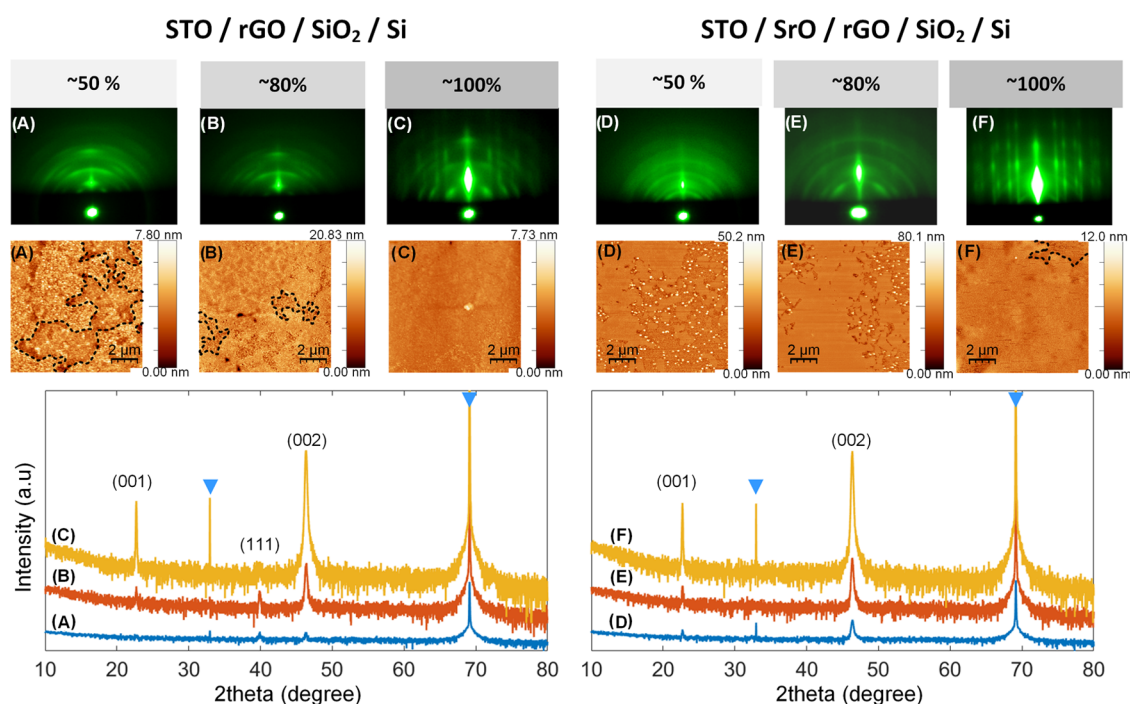 STO / rGO / SiO₂ / Si
STO / SrO / rGO / SiO₂ / Si
~50 %
~80%
~100%
~50 %
~80%
~100%
(A)
(B)
(C)
(D)
(E)
(F)
7.80 nm
20.83 nm
7.73 nm
50.2 nm
80.1 nm
12.0 nm
(A)
(B)
(C)
(D)
(E)
(F)
2 µm
2 µm
2 µm
2 µm
2 µm
2 µm
0.00 nm
0.00 nm
0.00 nm
0.00 nm
0.00 nm
0.00 nm
Intensity (a.u)
(001)
(111)
(002)
(C)
(B)
(A)
10 20 30 40 50 60 70 80
2theta (degree)
(001)
(002)
(F)
(E)
(D)
10 20 30 40 50 60 70 80
2theta (degree)